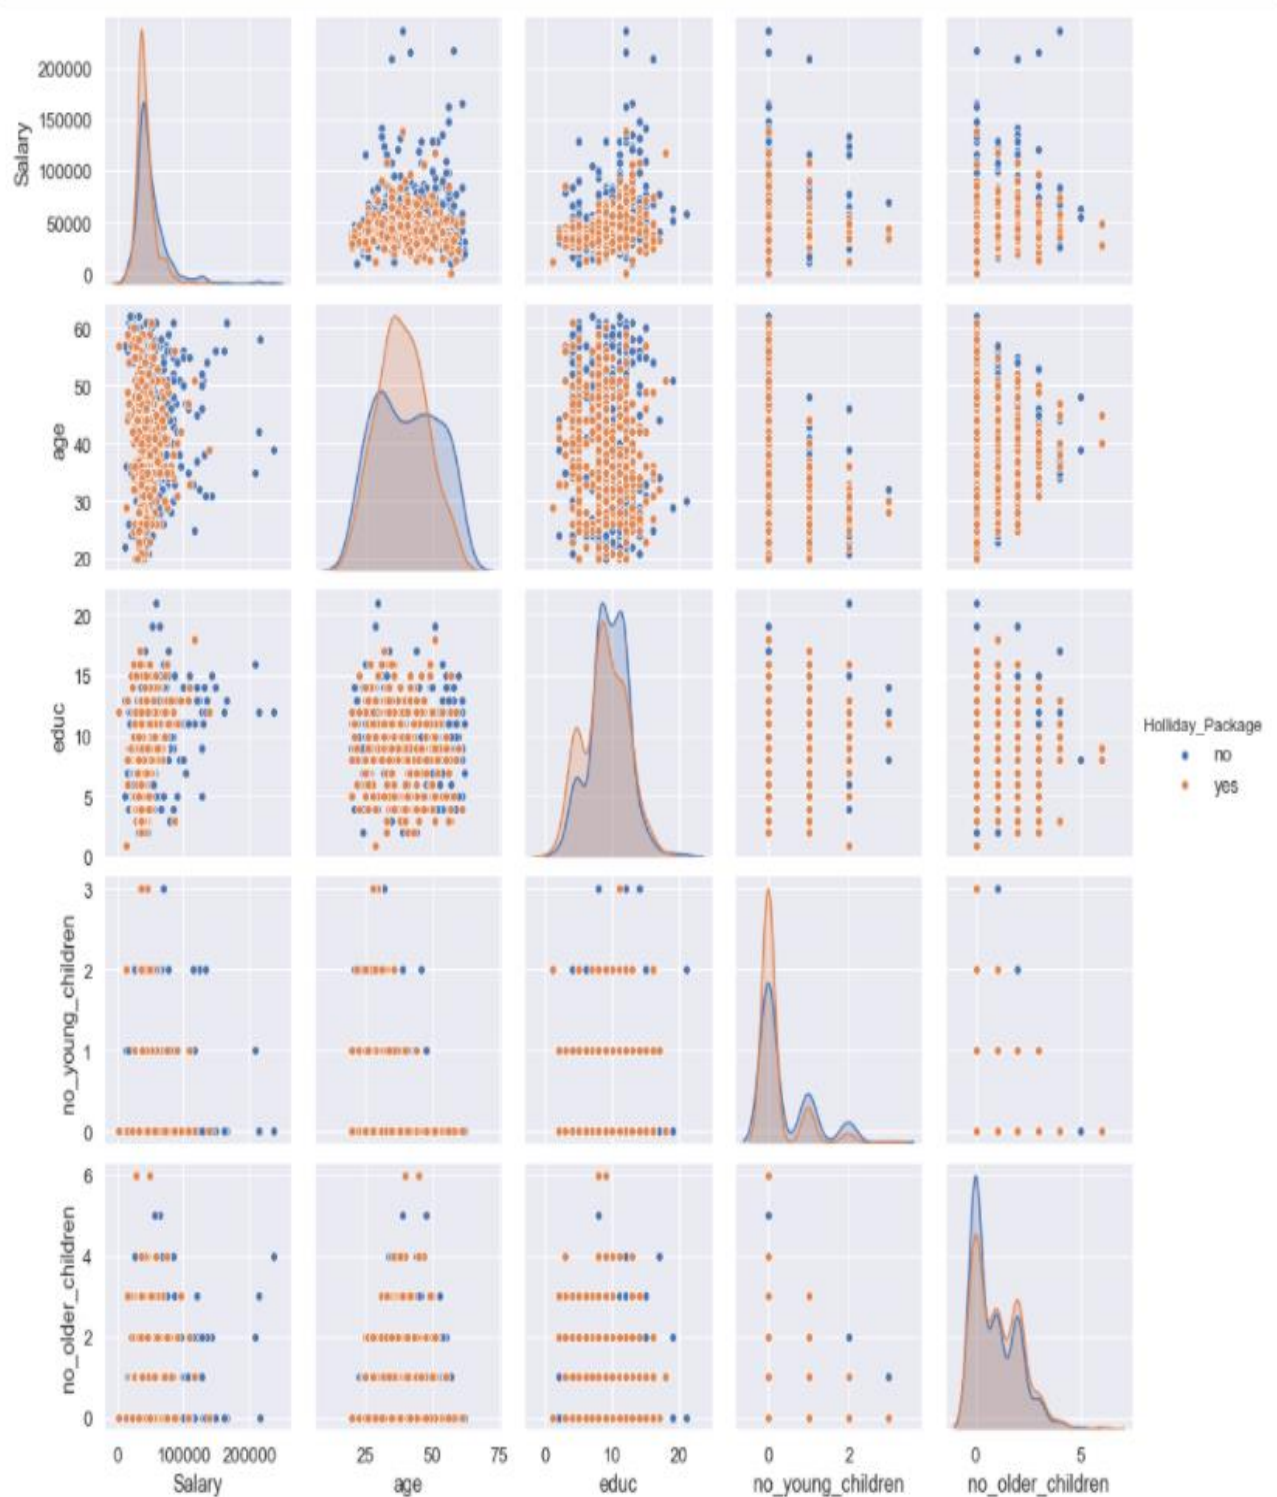 Salary
200000
150000
100000
50000
0
age
60
50
40
30
20
educ
20
15
10
5
0
Holliday_Package
no
yes
no_young_children
3
2
1
0
no_older_children
6
4
2
0
0 100000 200000 25 50 75 0 10 20 0 2 0 5
Salary age educ no_young_children no_older_children